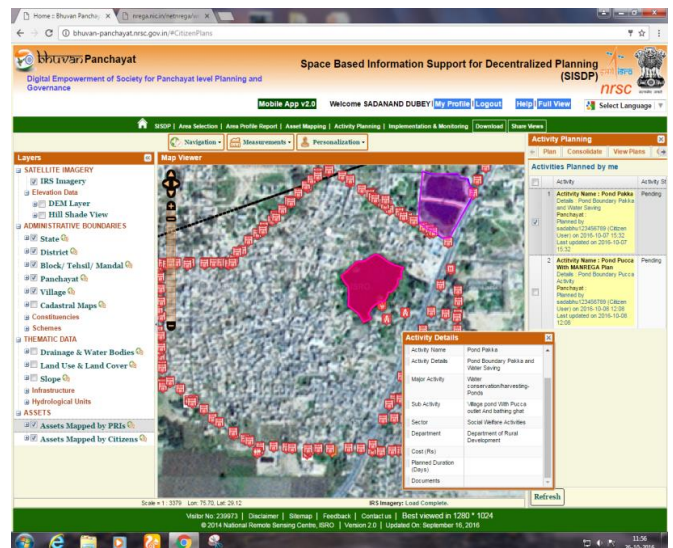 Home :: Bhuvan Panchay
nrega.nic.in/netnrega/wi
bhuvan-panchayat.nrsc.gov.in/#CitizenPlans
bhuvan Panchayat
Digital Empowerment of Society for Panchayat level Planning and
Governance
Space Based Information Support for Decentralized Planning
(SISDP)
nrsc
Mobile App v2.0 Welcome SADANAND DUBEY My Profile Logout Help Full View Select Language
SISDP | Area Selection | Area Profile Report | Asset Mapping | Activity Planning | Implementation & Monitoring Download Share Views
Navigation Measurements Personalization
Layers
SATELLITE IMAGERY
IRS Imagery
Elevation Data
DEM Layer
Hill Shade View
ADMINISTRATIVE BOUNDARIES
State
District
Block/ Tehsil/ Mandal
Panchayat
Village
Cadastral Maps
Constituencies
Schemes
THEMATIC DATA
Drainage & Water Bodies
Land Use & Land Cover
Slope
Infrastructure
Hydrological Units
ASSETS
Assets Mapped by PRIs
Assets Mapped by Citizens
Map Viewer
Activity Planning
Plan Consolidate View Plans
Activities Planned by me
Activity Activity St
1 Activity Name : Pond Pakka Pending
Details : Pond Boundary Pakka
and Water Saving
Panchayat :
Planned by
sadabhu123456789 (Citizen
User) on 2016-10-07
15:32
Last updated on 2016-10-07
15:32
2 Activity Name : Pond Pucca Pending
With MANREGA Plan
Details : Pond Boundary Pucca
Activity
Panchayat :
Planned by
sadabhu123456789 (Citizen
User) on 2016-10-08 12:08
Last updated on 2016-10-08
12:08
Refresh
Activity Details
Activity Name Pond Pakka
Activity Details Pond Boundary Pakka and
Water Saving
Major Activity Water
conservation/harvesting-
Ponds
Sub Activity Village pond With Pucca
outlet And bathing ghat
Sector Social Welfare Activities
Department Department of Rural
Development
Cost (Rs)
Planned Duration
(Days)
Documents
Scale = 1 : 3379 Lon: 75.70, Lat: 29.12 IRS Imagery: Load Complete.
Visitor No: 239973 | Disclaimer | Sitemap | Feedback | Contact us | Best viewed in 1280 * 1024
© 2014 National Remote Sensing Centre, ISRO | Version 2.0 | Updated On: September 16, 2016
11:56
26-10-2016